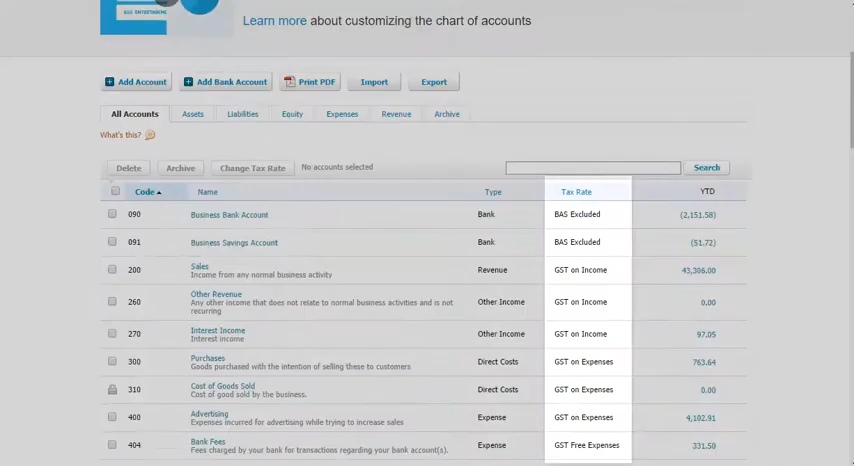 Learn more about customizing the chart of accounts
Add Account Add Bank Account Print PDF Import Export
All Accounts Assets Liabilities Equity Expenses Revenue Archive
What's this?
Delete Archive Change Tax Rate No accounts selected Search
Code Name Type Tax Rate YTD
090 Business Bank Account Bank BAS Excluded (2,151.58)
091 Business Savings Account Bank BAS Excluded (51.72)
200 Sales Revenue GST on Income 43,306.00
Income from any normal business activity
260 Other Revenue Other Income GST on Income 0.00
Any other income that does not relate to normal business activities and is not
recurring
270 Interest Income Other Income GST on Income 97.05
Interest income
300 Purchases Direct Costs GST on Expenses 763.64
Goods purchased with the intention of selling these to customers
310 Cost of Goods Sold Direct Costs GST on Expenses 0.00
Cost of good sold by the business.
400 Advertising Expense GST on Expenses 4,102.91
Expenses incurred for advertising while trying to increase sales
404 Bank Fees Expense GST Free Expenses 331.50
Fees charged by your bank for transactions regarding your bank account(s).